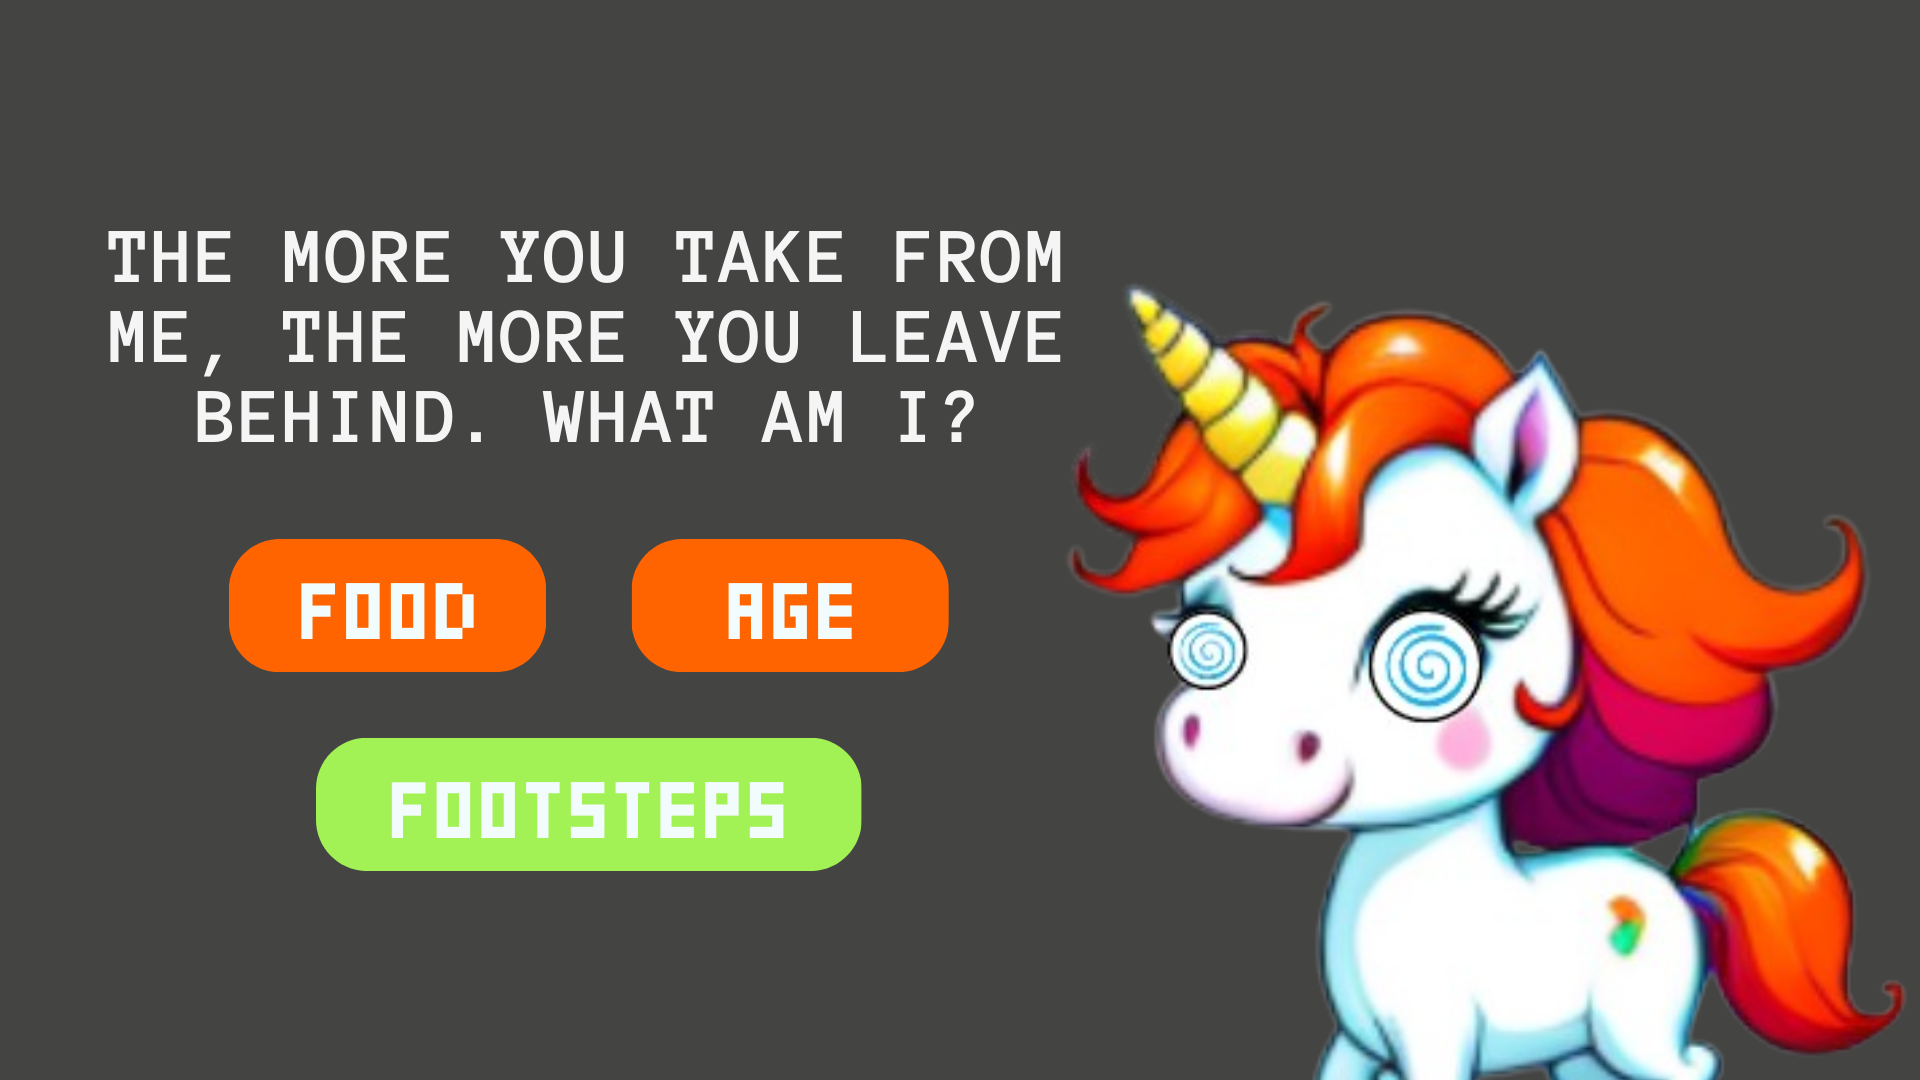 THE MORE YOU TAKE FROM
ME, THE MORE YOU LEAVE
BEHIND. WHAT AM I?
FOOD
AGE
FOOTSTEPS